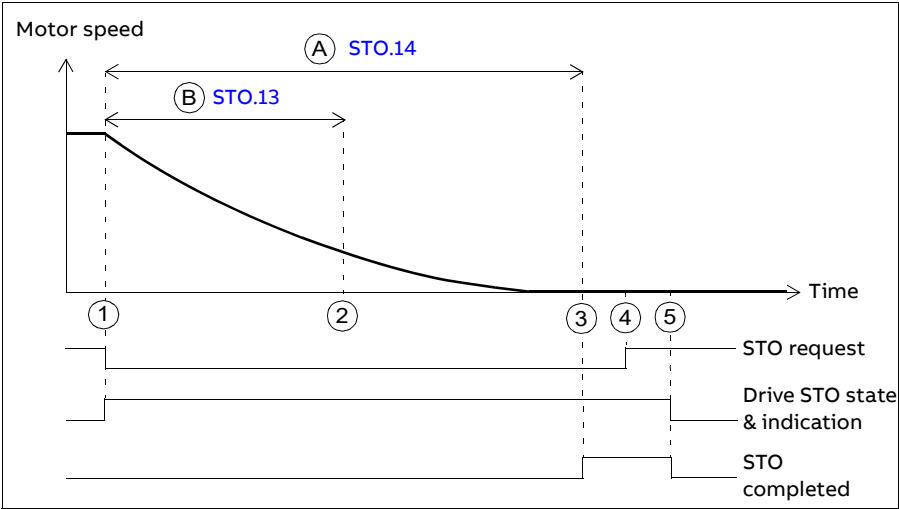 Motor speed
A STO.14
B STO.13
Time
1 2 3 4 5
STO request
Drive STO state
& indication
STO
completed